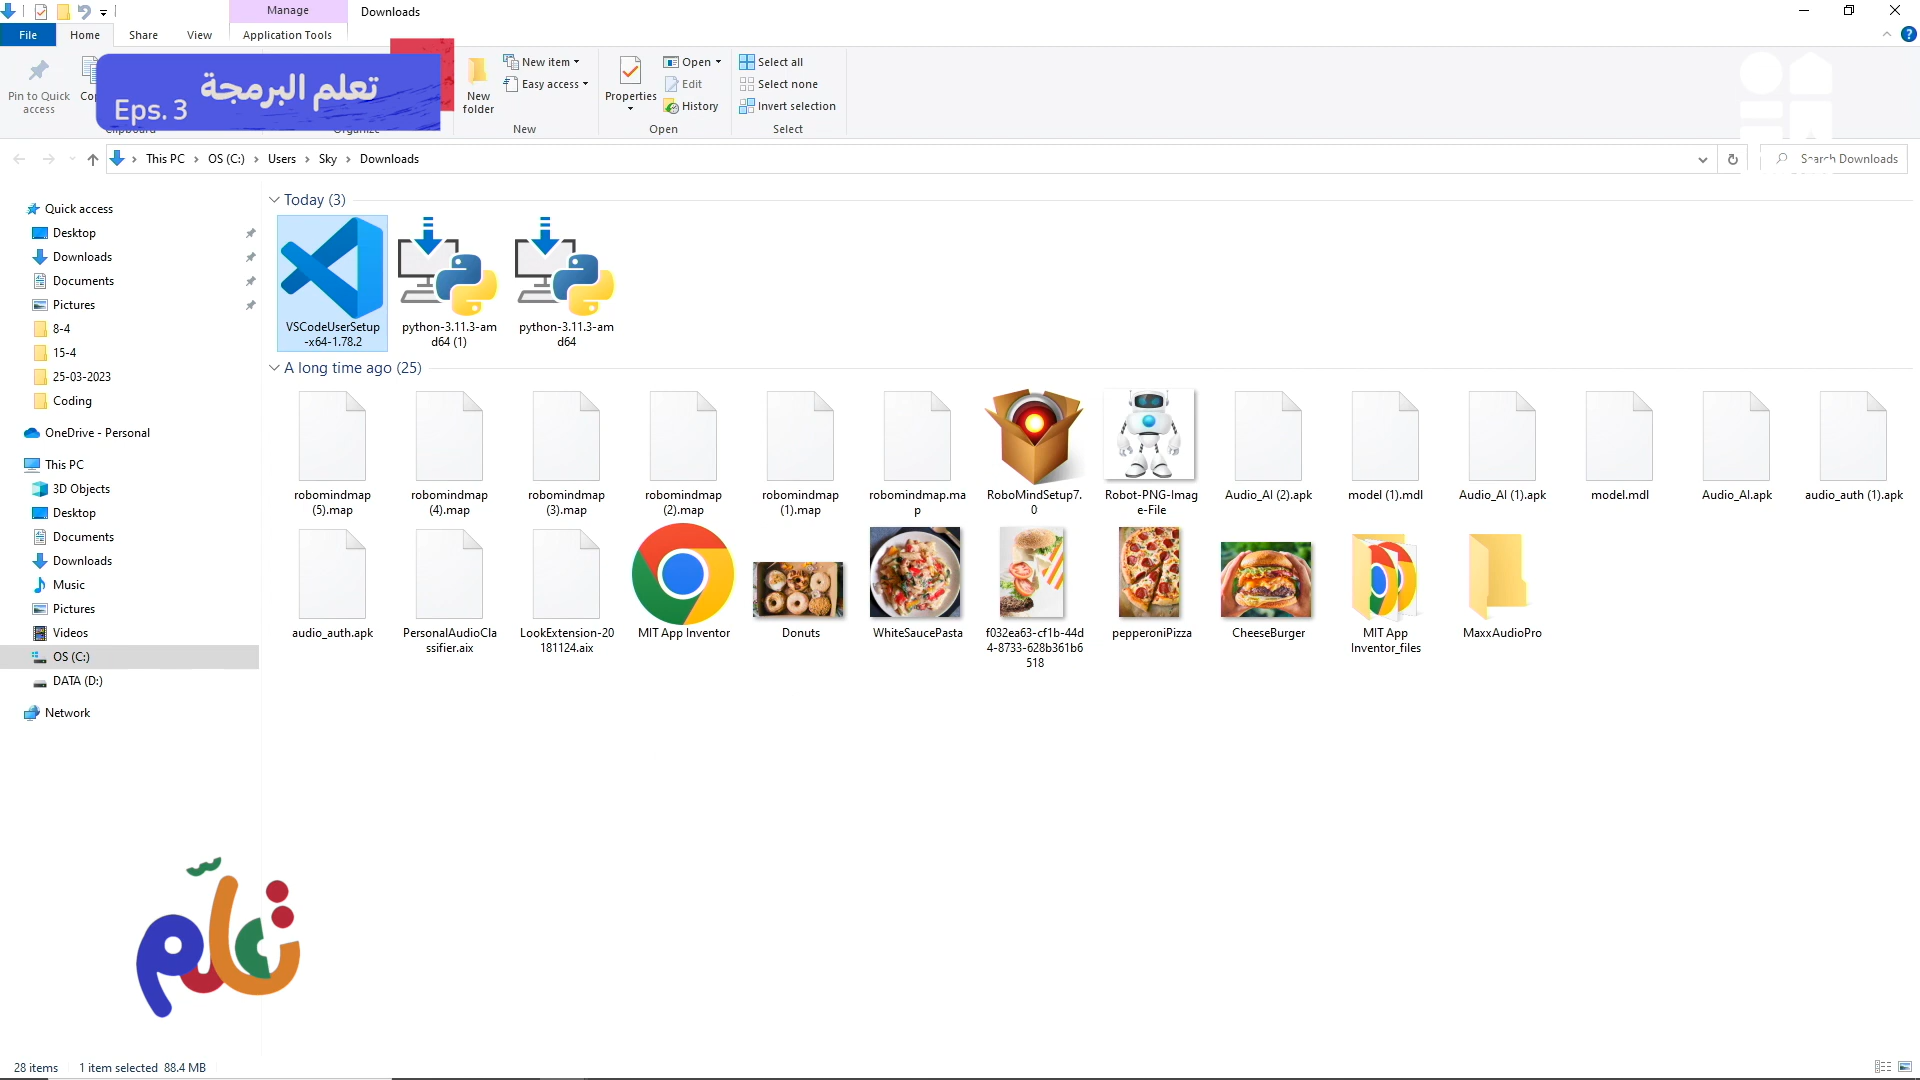 Manage
Downloads
File
Home
Share
View
Application Tools
تعلم البرمجة
Eps. 3
Pin to Quick access
Clipboard
Organize
New folder
New item
Easy access
New
Properties
Open
Edit
History
Open
Select all
Select none
Invert selection
Select
This PC
OS (C:)
Users
Sky
Downloads
Search Downloads
Quick access
Desktop
Downloads
Documents
Pictures
8-4
15-4
25-03-2023
Coding
OneDrive - Personal
This PC
3D Objects
Desktop
Documents
Downloads
Music
Pictures
Videos
OS (C:)
DATA (D:)
Network
Today (3)
VSCodeUserSetup
-x64-1.78.2
python-3.11.3-am
d64 (1)
python-3.11.3-am
d64
A long time ago (25)
robomindmap
(5).map
robomindmap
(4).map
robomindmap
(3).map
robomindmap
(2).map
robomindmap
(1).map
robomindmap.ma
p
RoboMindSetup7.
0
Robot-PNG-Imag
e-File
Audio_AI (2).apk
model (1).mdl
Audio_AI (1).apk
model.mdl
Audio_AI.apk
audio_auth (1).apk
audio_auth.apk
PersonalAudioCla
ssifier.aix
LookExtension-20
181124.aix
MIT App Inventor
Donuts
WhiteSaucePasta
f032ea63-cf1b-44d
4-8733-628b361b6
518
pepperoniPizza
CheeseBurger
MIT App
Inventor_files
MaxxAudioPro
نتعلم
28 items
1 item selected 88.4 MB